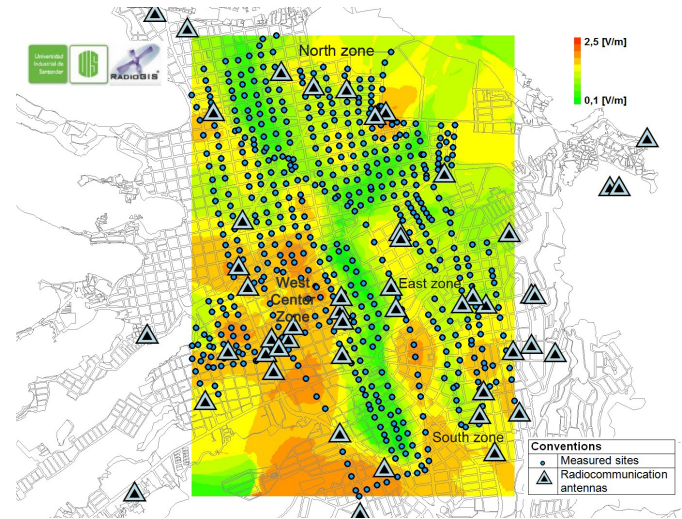 North zone
2,5 [V/m]
0,1 [V/m]
Universidad
Industrial de
Santander
UIS
RADIOGIS
West
Center
Zone
East zone
South zone
Conventions
Measured sites
Radiocommunication
antennas